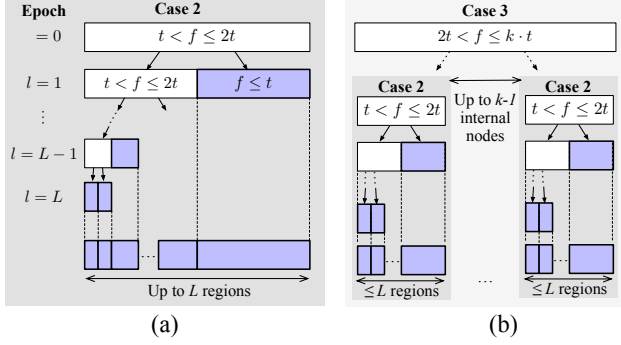 Epoch
Case 2
= 0
t < f ≤ 2t
l = 1
t < f ≤ 2t
f ≤ t
⋮
l = L − 1
l = L
...
Up to L regions
(a)
Case 3
2t < f ≤ k · t
Case 2
Case 2
t < f ≤ 2t
Up to k-1
internal
nodes
t < f ≤ 2t
...
...
≤ L regions
...
≤ L regions
(b)